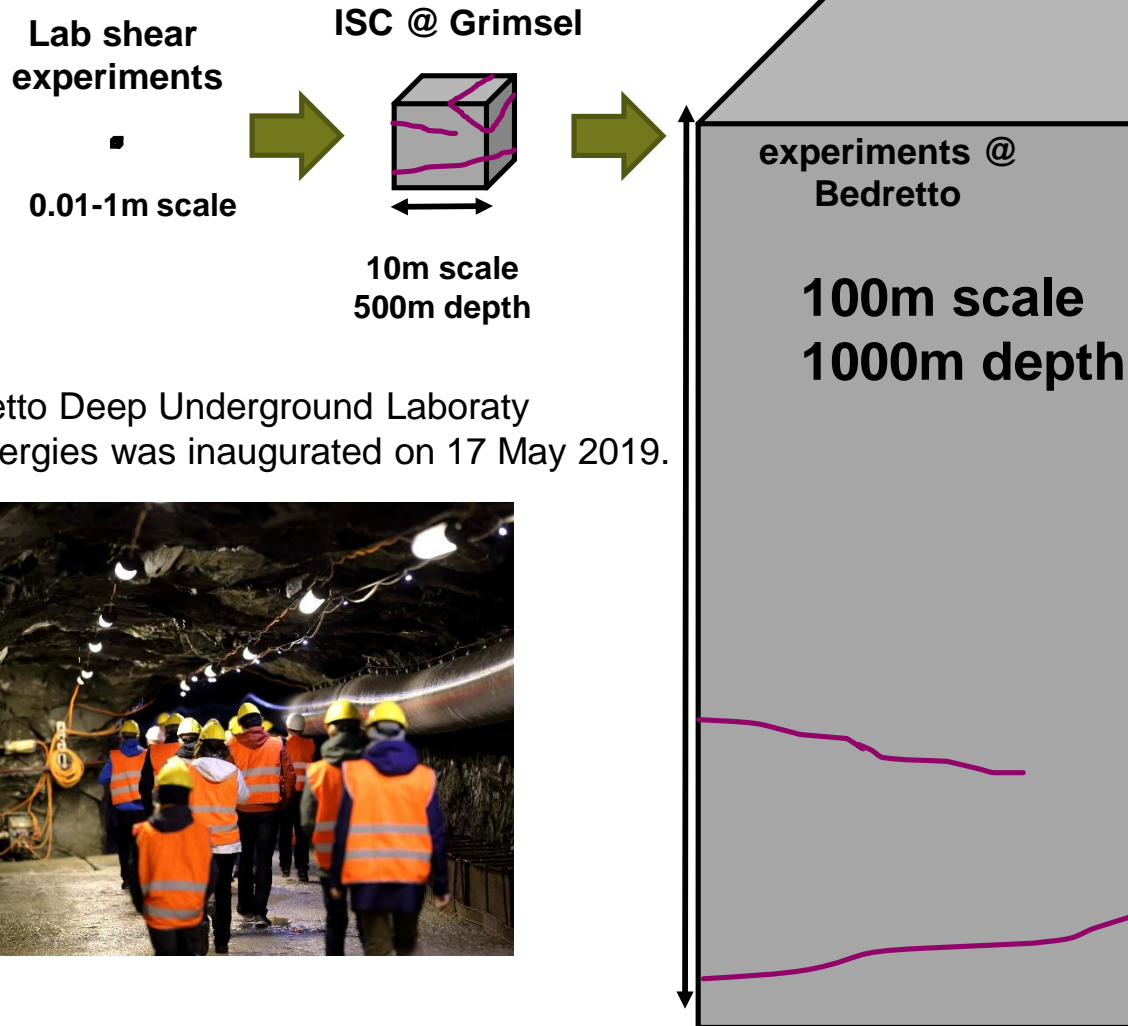 Lab shear
experiments
0.01-1m scale
ISC @ Grimsel
10m scale
500m depth
experiments @
Bedretto
100m scale
1000m depth
etto Deep Underground Laboraty
ergies was inaugurated on 17 May 2019.